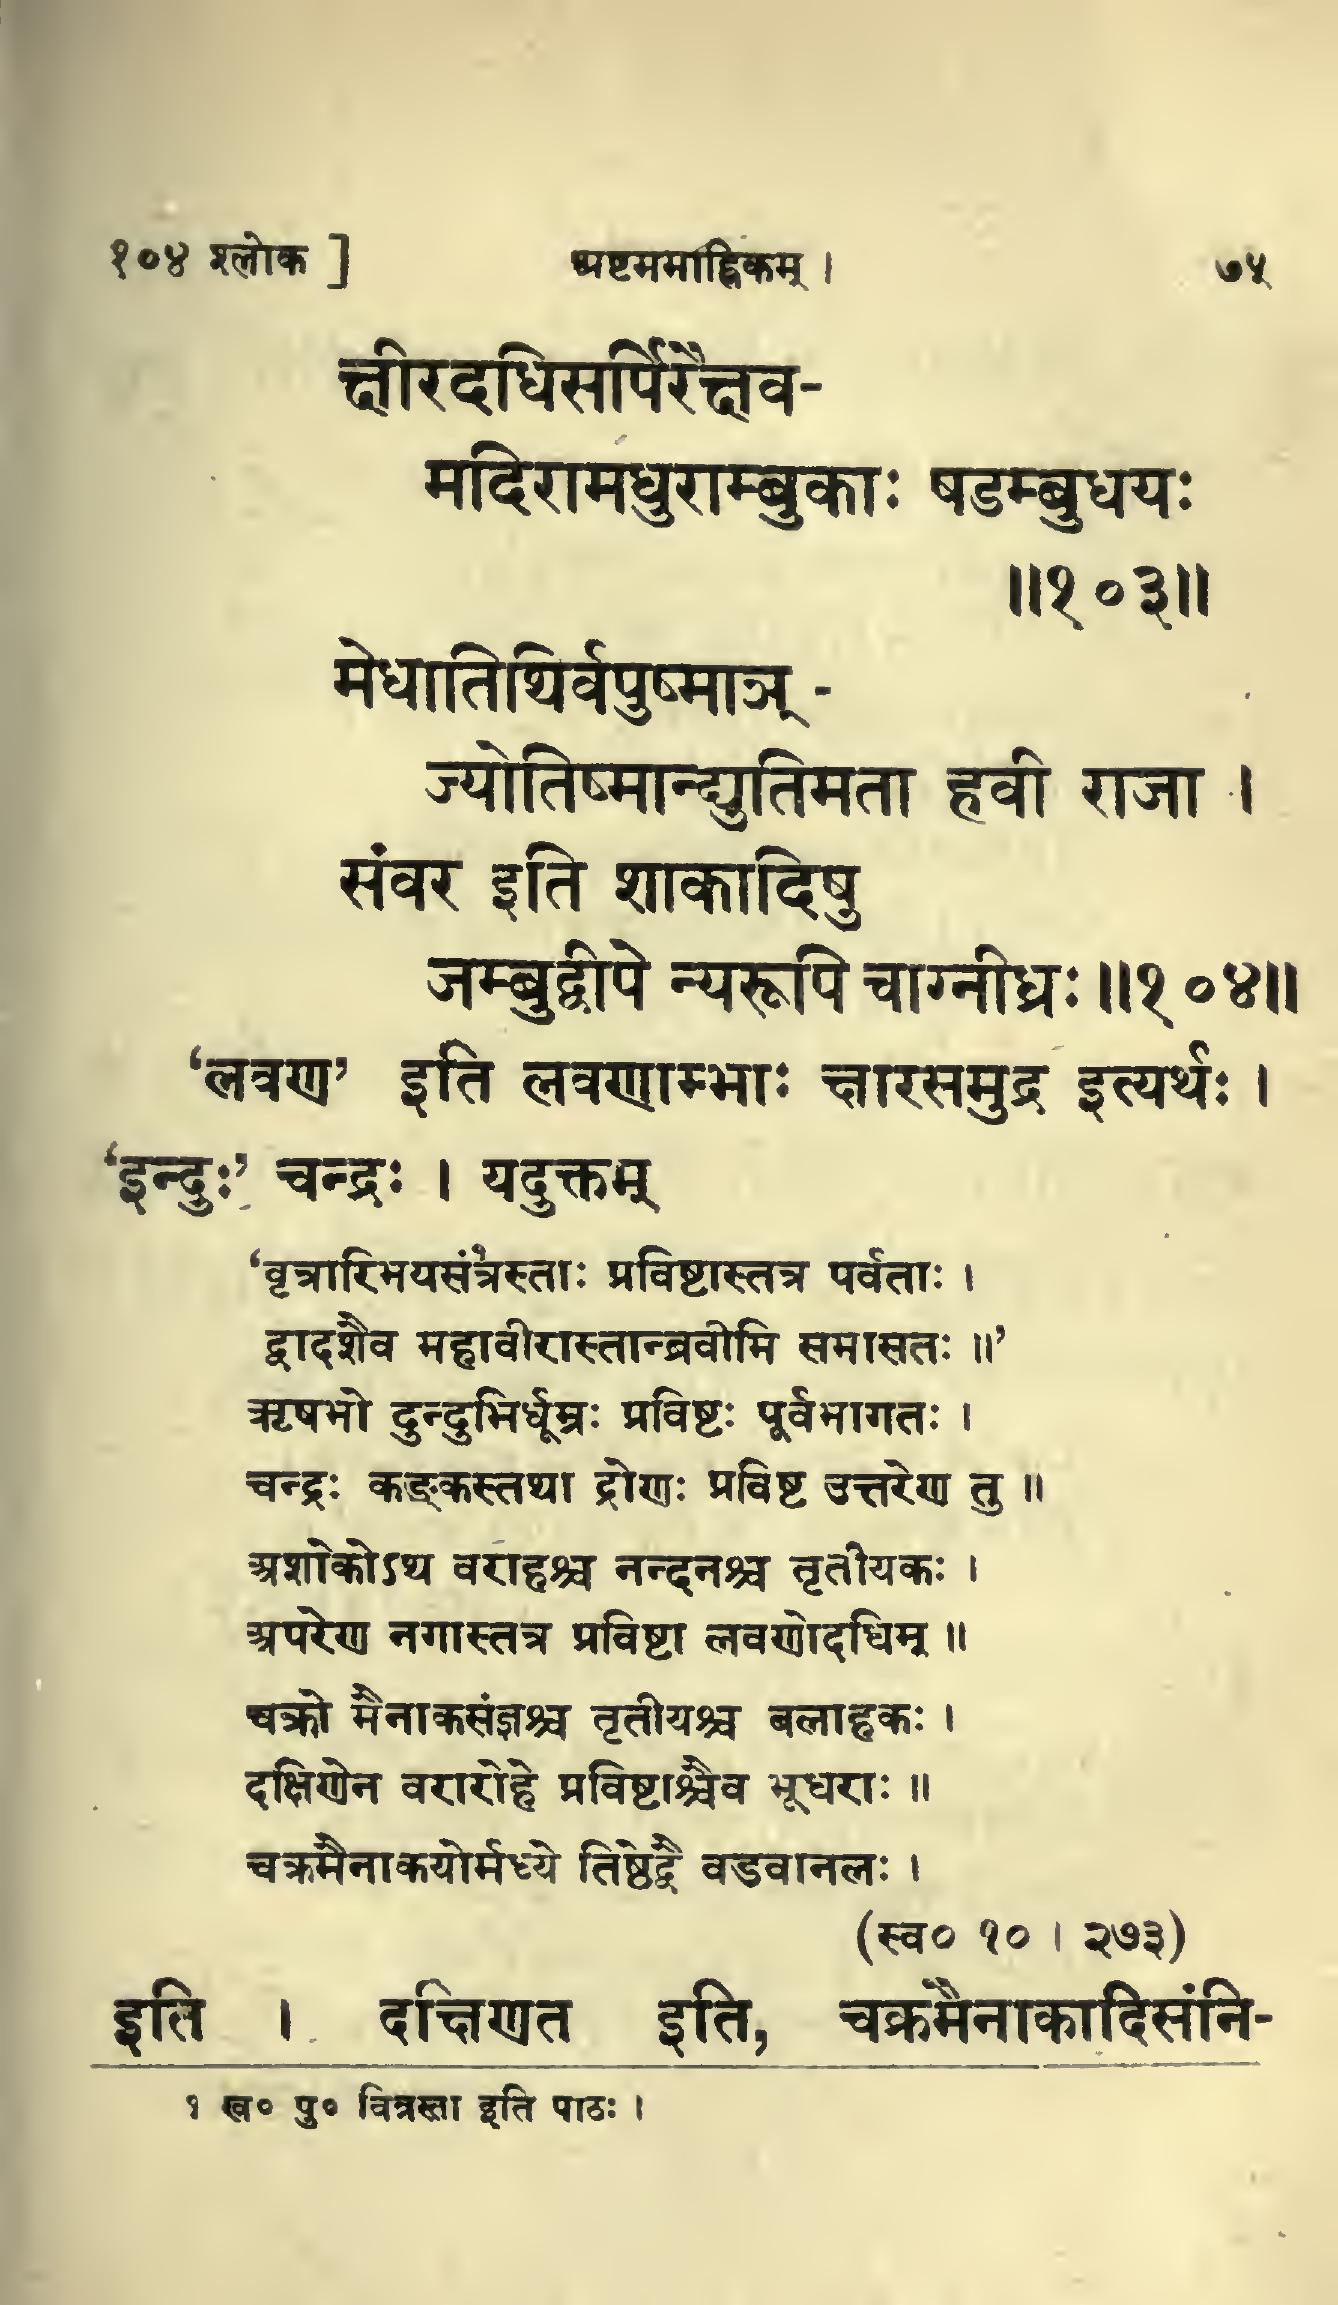 १०४ श्लोक ]
अष्टममाह्निकम् ।
७५
क्षीरदधिसर्पिरैक्षव-
मदिरामधुराम्बुकाः षडम्बुधयः
॥१०३॥
मेधातिथिर्वपुष्माञ् -
ज्योतिष्मान्द्युतिमता हवी राजा ।
संवर इति शाकादिषु
जम्बुद्वीपे न्यरूपि चाग्नीध्रः॥१०४॥
‘लवण’ इति लवणाम्भाः क्षारसमुद्र इत्यर्थः ।
‘इन्दुः’ चन्द्रः । यदुक्तम्
‘वृत्रारिभयसंत्रस्ताः १ प्रविष्टास्तत्र पर्वताः ।
द्वादशैव महावीरास्तान्ब्रवीमि समासतः ॥’
ऋषभो दुन्दुभिर्धूम्रः प्रविष्टः पूर्वभागतः ।
चन्द्रः कङ्कस्तथा द्रोणः प्रविष्ट उत्तरेण तु ॥
अशोकोऽथ वराहश्च नन्दनश्च तृतीयकः ।
अपरेण नगास्तत्र प्रविष्टा लवणोदधिम् ॥
चक्रो मैनाकसंज्ञश्च तृतीयश्च बलाहकः ।
दक्षिणेन वरारोहे प्रविष्टाश्चैव भूधराः ॥
चक्रमैनाकयोर्मध्ये तिष्ठेद्वै वडवानलः ।
(स्व० १० । २७३)
इति । दक्षिणत इति, चक्रमैनाकादिसंनि-
१ ख० पु० वित्रस्ता इति पाठः ।